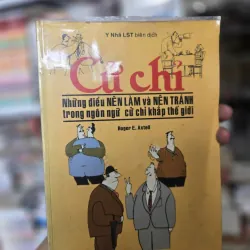 Ý Nhã LST biên dịch
Cử chỉ
Những điều NÊN LÀM và NÊN TRÁNH
trong ngôn ngữ cử chỉ khắp thế giới
Roger E. Axtell